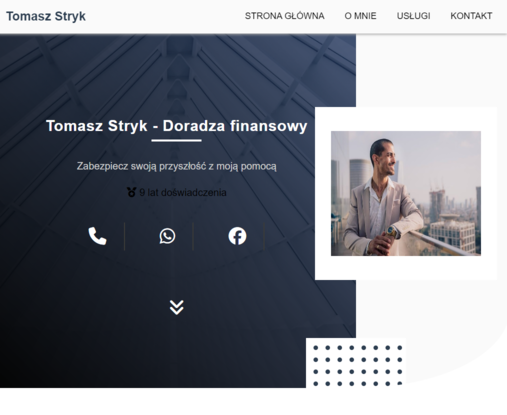 Tomasz Stryk
STRONA GŁÓWNA O MNIE USŁUGI KONTAKT
Tomasz Stryk - Doradza finansowy
Zabezpiecz swoją przyszłość z moją pomocą
9 lat doświadczenia